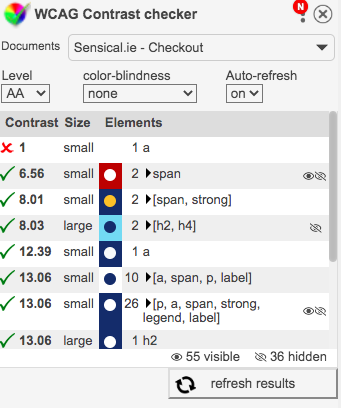 WCAG Contrast checker
N
Documents Sensical.ie - Checkout
Level color-blindness Auto-refresh
AA none on
Contrast Size Elements
1 small 1 a
6.56 small 2 span
8.01 small 2 [span, strong]
8.03 large 2 [h2, h4]
12.39 small 1 a
13.06 small 10 [a, span, p, label]
13.06 small 26 [p, a, span, strong,
legend, label]
13.06 large 1 h2
55 visible 36 hidden
refresh results